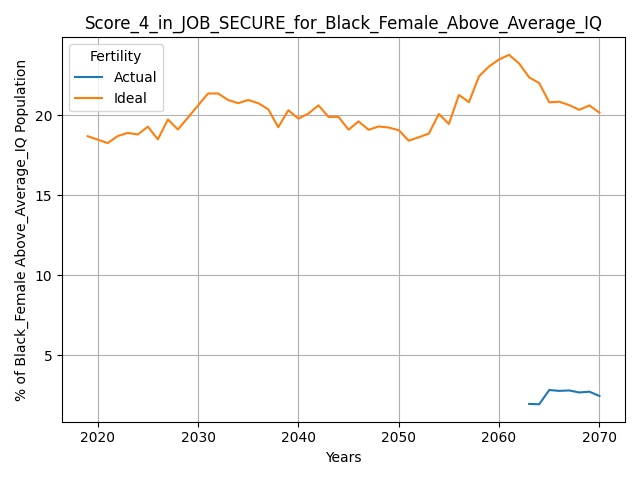 Score_4_in_JOB_SECURE_for_Black_Female_Above_Average_IQ
Fertility
Actual
Ideal
% of Black_Female Above_Average_IQ Population
20
15
10
5
2020 2030 2040 2050 2060 2070
Years